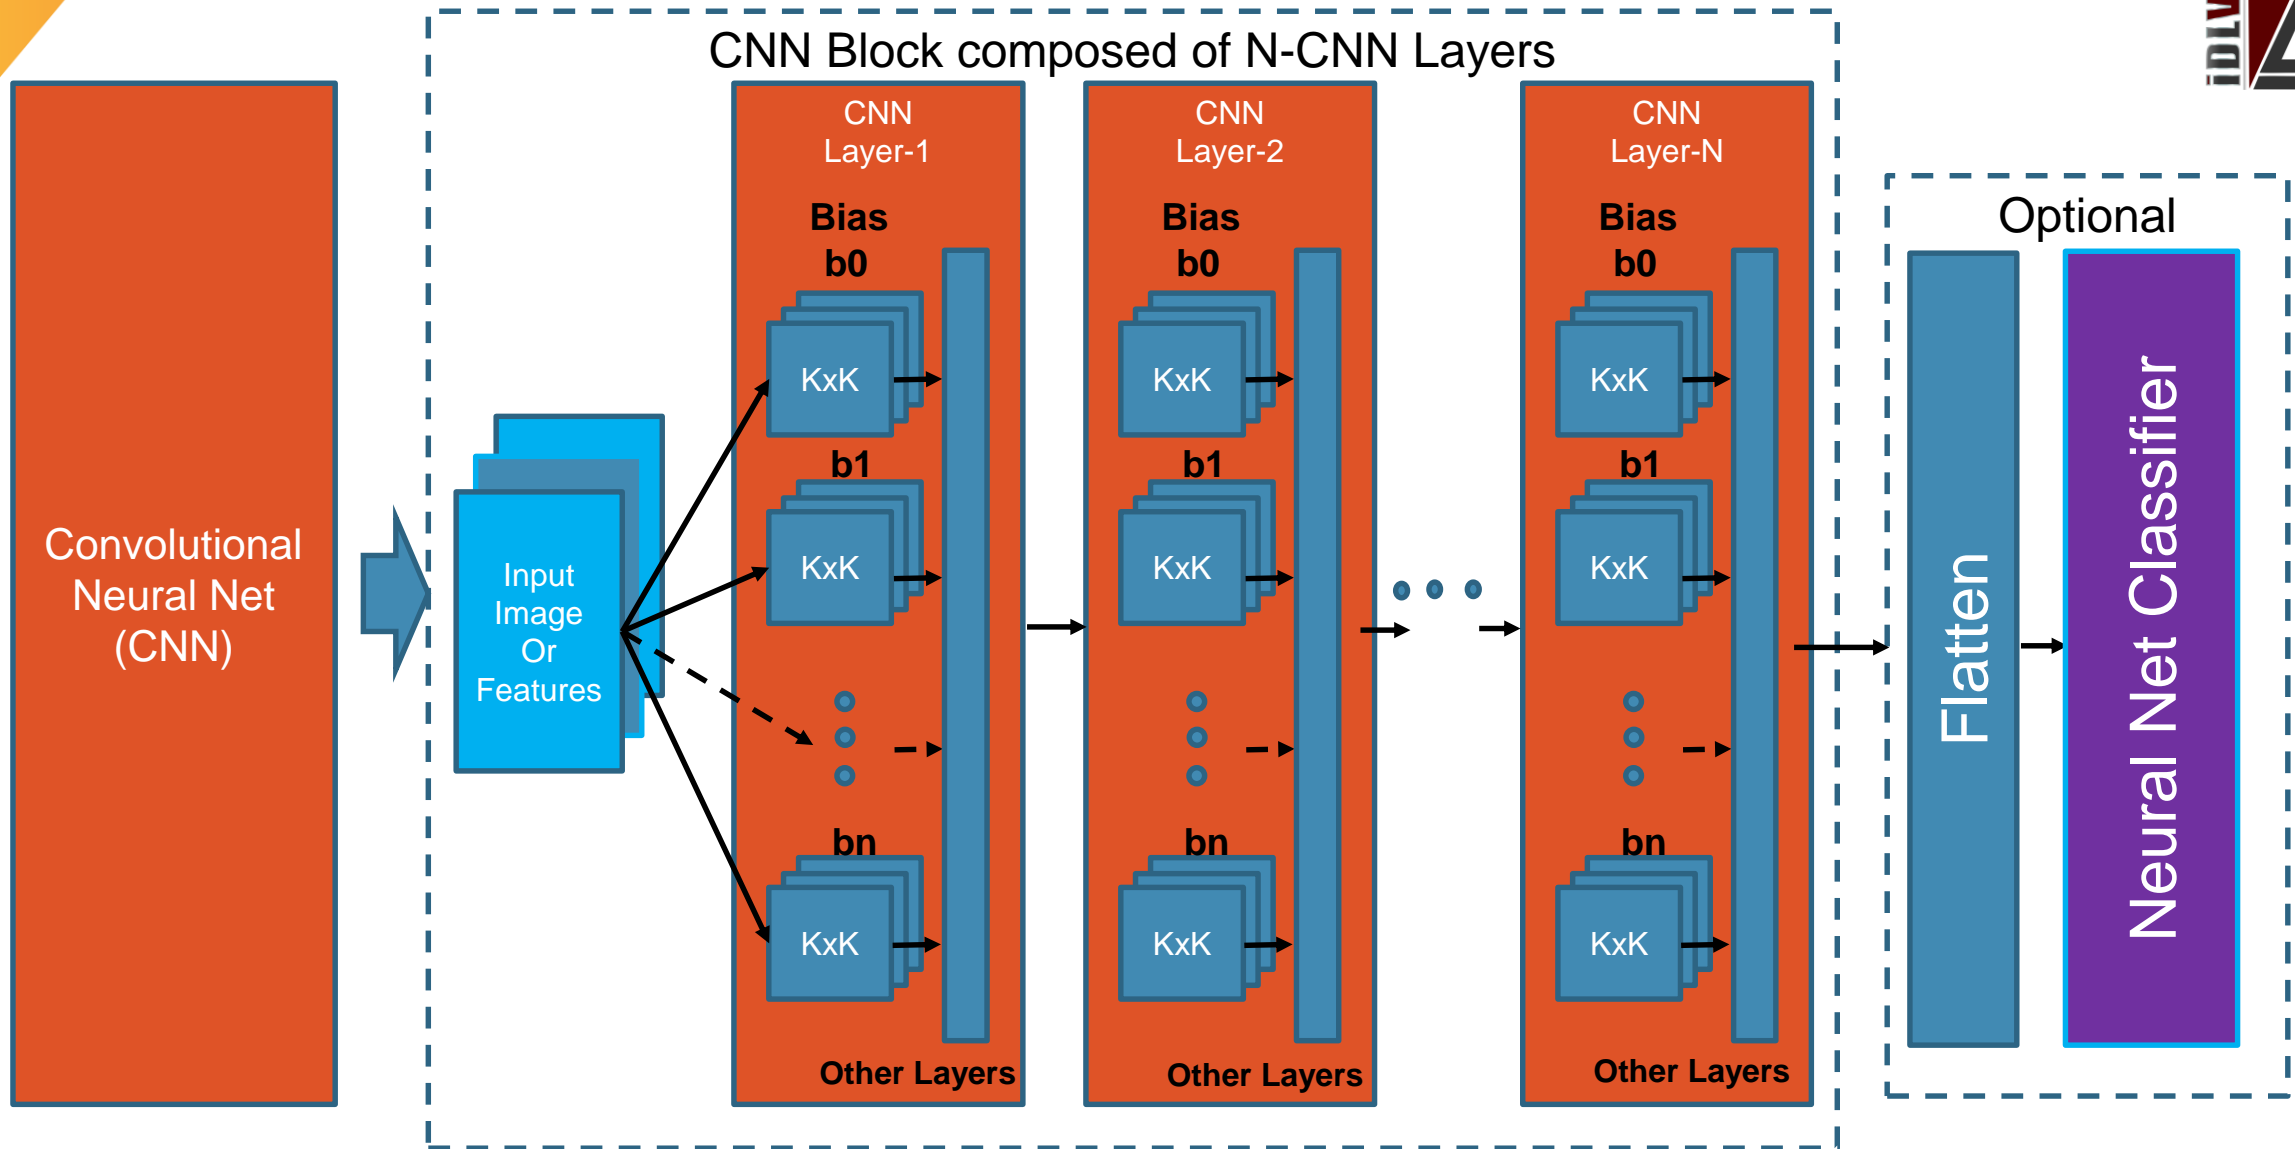 CNN Block composed of N-CNN Layers
Convolutional
Neural Net
(CNN)
Input
Image
Or
Features
CNN
Layer-1
Bias
b0
KxK
b1
KxK
bn
KxK
Other Layers
CNN
Layer-2
Bias
b0
KxK
b1
KxK
bn
KxK
Other Layers
CNN
Layer-N
Bias
b0
KxK
b1
KxK
bn
KxK
Other Layers
Optional
Flatten
Neural Net Classifier